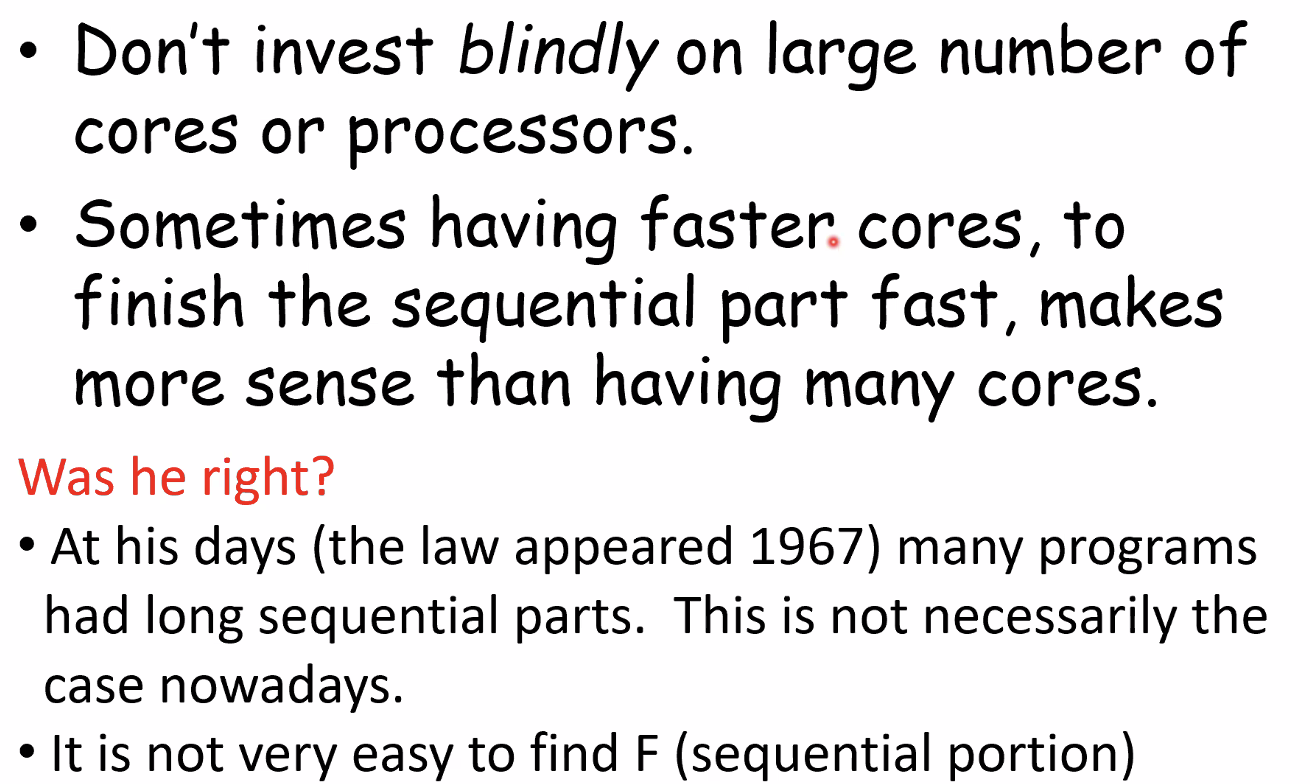 • Don't invest blindly on large number of
cores or processors.
• Sometimes having faster cores, to
finish the sequential part fast, makes
more sense than having many cores.
Was he right?
• At his days (the law appeared 1967) many programs
had long sequential parts.  This is not necessarily the
case nowadays.
• It is not very easy to find F (sequential portion)